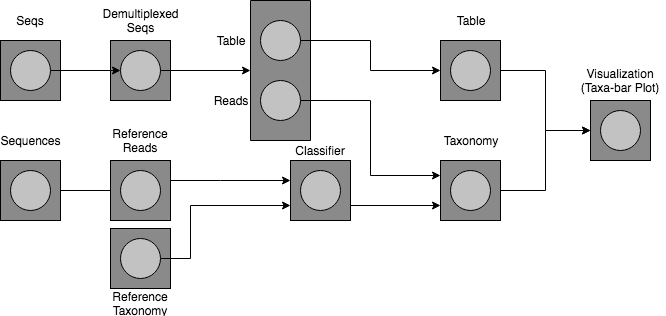 Seqs
Demultiplexed
Seqs
Table
Reads
Table
Visualization
(Taxa-bar Plot)
Sequences
Reference
Reads
Classifier
Taxonomy
Reference
Taxonomy